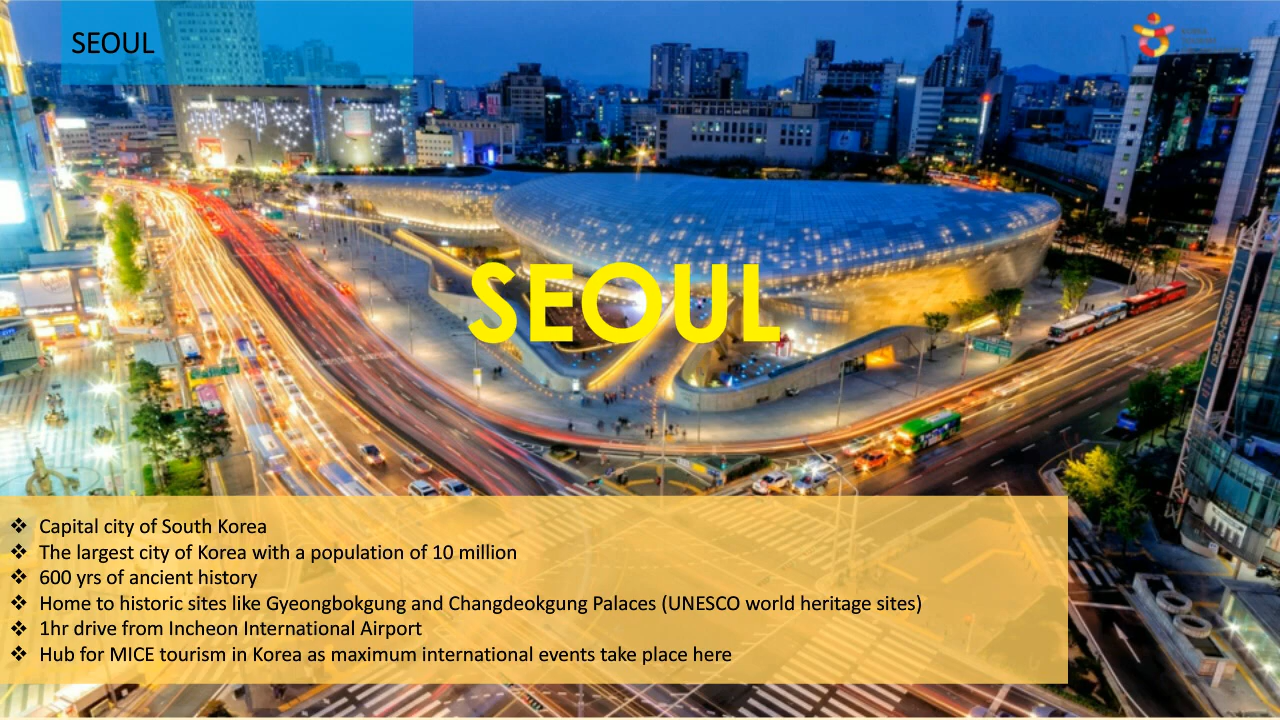 SEOUL
SEOUL
❖ Capital city of South Korea
❖ The largest city of Korea with a population of 10 million
❖ 600 yrs of ancient history
❖ Home to historic sites like Gyeongbokgung and Changdeokgung Palaces (UNESCO world heritage sites)
❖ 1hr drive from Incheon International Airport
❖ Hub for MICE tourism in Korea as maximum international events take place here